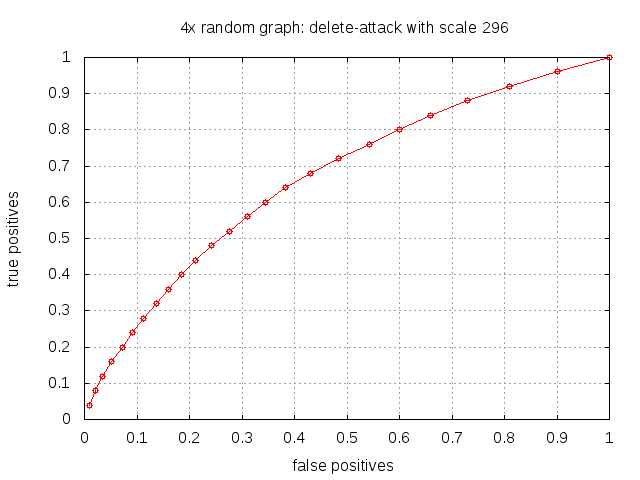 4x random graph: delete-attack with scale 296
1
0.9
0.8
0.7
0.6
0.5
0.4
0.3
0.2
0.1
0
true positives
0 0.1 0.2 0.3 0.4 0.5 0.6 0.7 0.8 0.9 1
false positives